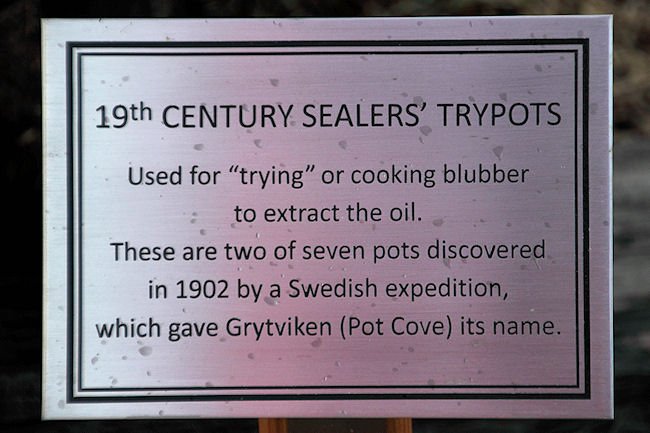 19th CENTURY SEALERS’ TRYPOTS
Used for “trying” or cooking blubber
to extract the oil.
These are two of seven pots discovered
in 1902 by a Swedish expedition,
which gave Grytviken (Pot Cove) its name.